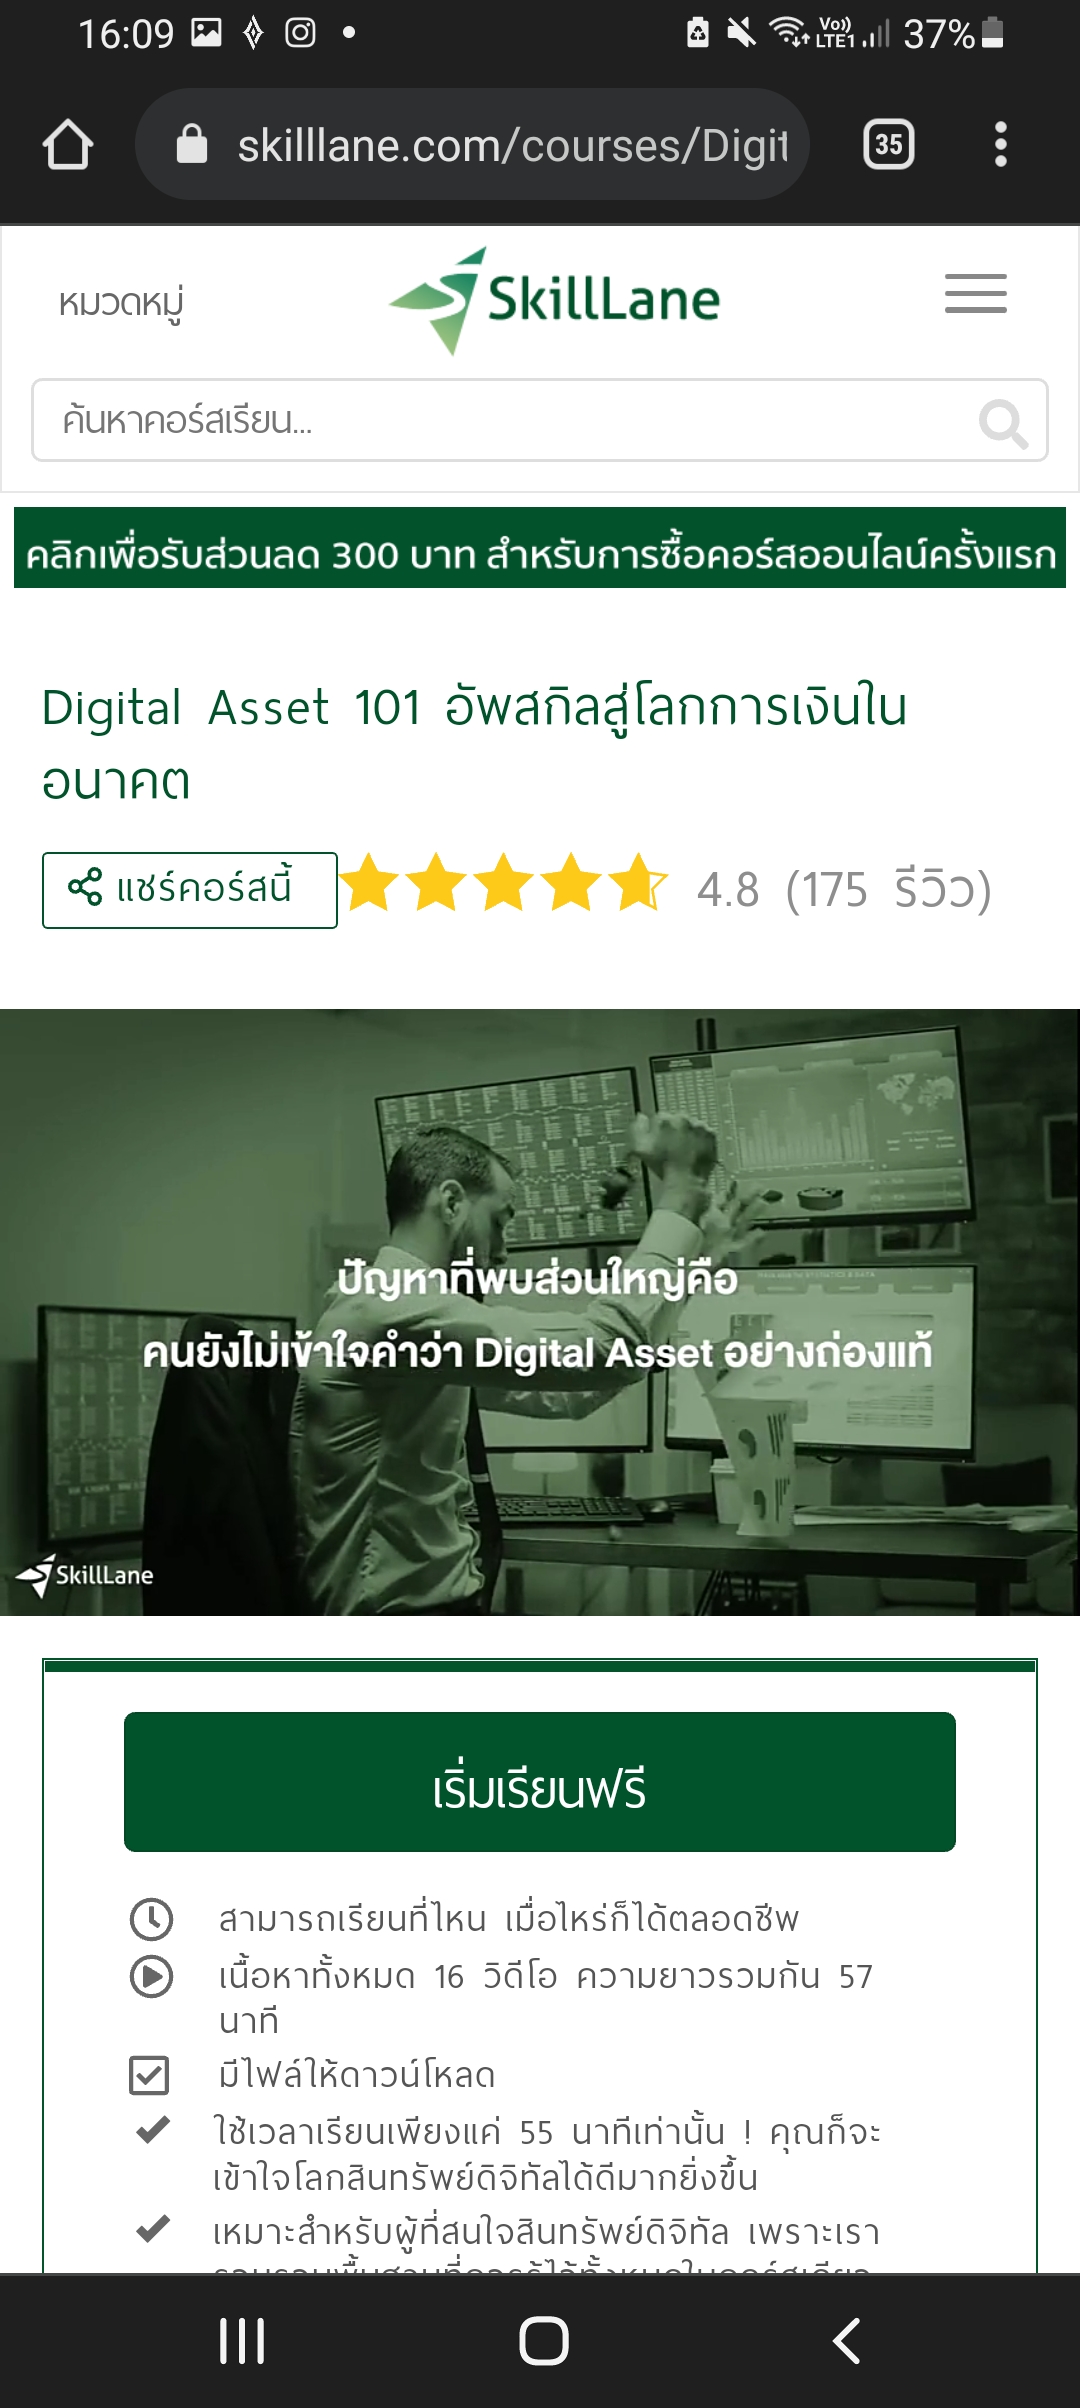 16:09
Vo))
LTE1
37%
skilllane.com/courses/Digit
35
หมวดหมู่
SkillLane
ค้นหาคอร์สเรียน...
คลิกเพื่อรับส่วนลด 300 บาท สำหรับการซื้อคอร์สออนไลน์ครั้งแรก
Digital Asset 101 อัพสกิลสู่โลกการเงินใน
อนาคต
แชร์คอร์สนี้
4.8 (175 รีวิว)
ปัญหาที่พบส่วนใหญ่คือ
คนยังไม่เข้าใจคำว่า Digital Asset อย่างถ่องแท้
SkillLane
เริ่มเรียนฟรี
สามารถเรียนที่ไหน เมื่อไหร่ก็ได้ตลอดชีพ
เนื้อหาทั้งหมด 16 วิดีโอ ความยาวรวมกัน 57
นาที
มีไฟล์ให้ดาวน์โหลด
ใช้เวลาเรียนเพียงแค่ 55 นาทีเท่านั้น ! คุณก็จะ
เข้าใจโลกสินทรัพย์ดิจิทัลได้ดีมากยิ่งขึ้น
เหมาะสำหรับผู้ที่สนใจสินทรัพย์ดิจิทัล เพราะเรา